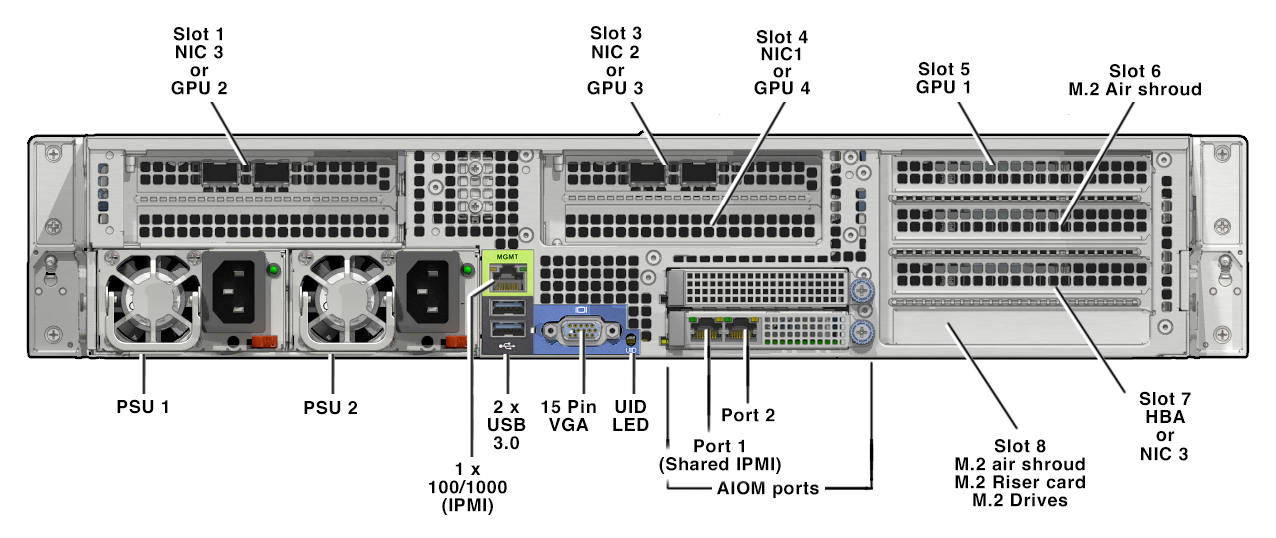 Slot 1
NIC 3
or
GPU 2
Slot 3
NIC 2
or
GPU 3
Slot 4
NIC1
or
GPU 4
Slot 5
GPU 1
Slot 6
M.2 Air shroud
MGMT
UID
PSU 1
PSU 2
1 x
100/1000
(IPMI)
2 x
USB
3.0
15 Pin
VGA
UID
LED
Port 2
Port 1
(Shared IPMI)
AIOM ports
Slot 8
M.2 air shroud
M.2 Riser card
M.2 Drives
Slot 7
HBA
or
NIC 3